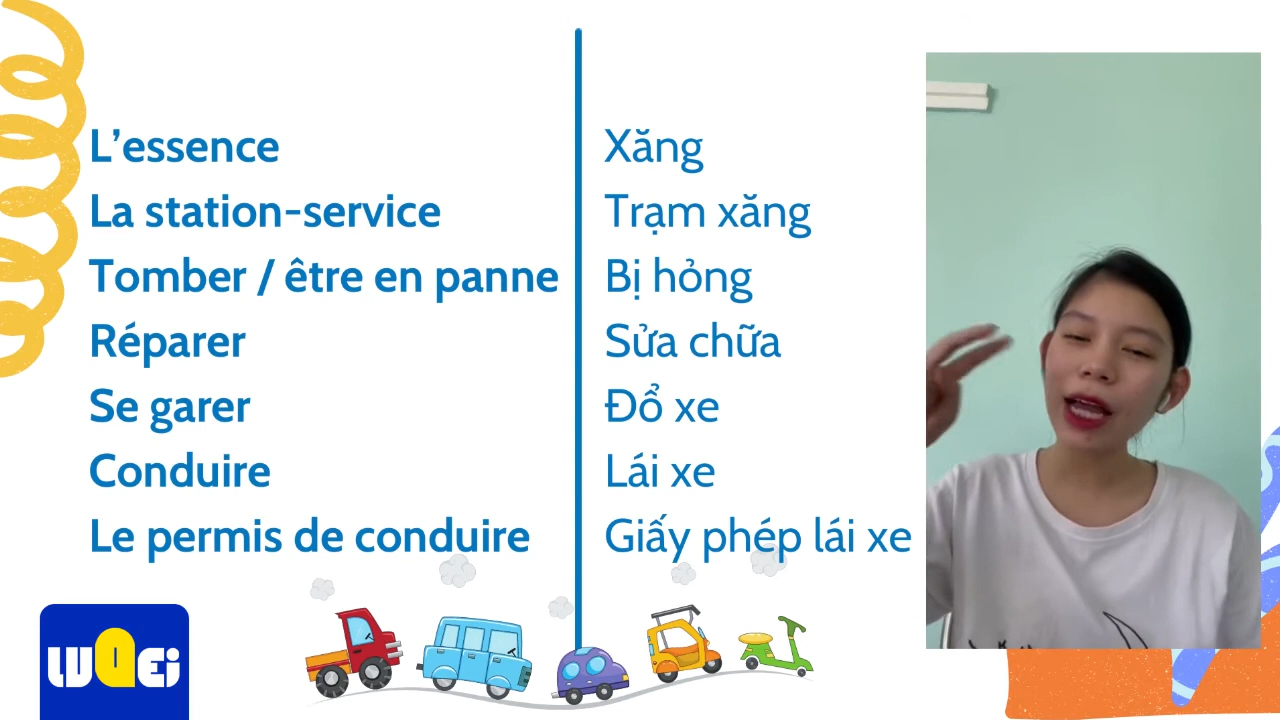 L'essence
Xăng
La station-service
Trạm xăng
Tomber / être en panne
Bị hỏng
Réparer
Sửa chữa
Se garer
Đổ xe
Conduire
Lái xe
Le permis de conduire
Giấy phép lái xe
LUQEi